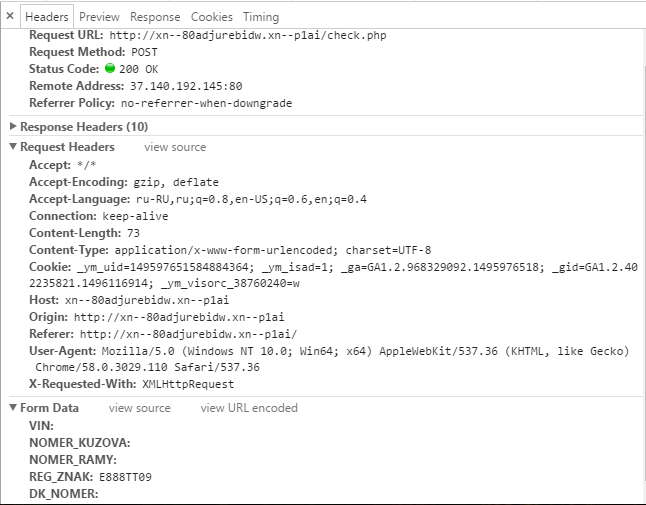 × Headers Preview Response Cookies Timing
Request URL: http://xn--80adjurebidw.xn--p1ai/check.php
Request Method: POST
Status Code: 200 OK
Remote Address: 37.140.192.145:80
Referrer Policy: no-referrer-when-downgrade
Response Headers (10)
Request Headers view source
Accept: */*
Accept-Encoding: gzip, deflate
Accept-Language: ru-RU,ru;q=0.8,en-US;q=0.6,en;q=0.4
Connection: keep-alive
Content-Length: 73
Content-Type: application/x-www-form-urlencoded; charset=UTF-8
Cookie: _ym_uid=149597651584884364; _ym_isad=1; _ga=GA1.2.968329092.1495976518; _gid=GA1.2.40
2235821.1496116914; _ym_visorc_38760240=w
Host: xn--80adjurebidw.xn--p1ai
Origin: http://xn--80adjurebidw.xn--p1ai
Referer: http://xn--80adjurebidw.xn--p1ai/
User-Agent: Mozilla/5.0 (Windows NT 10.0; Win64; x64) AppleWebKit/537.36 (KHTML, like Gecko)
Chrome/58.0.3029.110 Safari/537.36
X-Requested-With: XMLHttpRequest
Form Data view source view URL encoded
VIN:
NOMER_KUZOVA:
NOMER_RAMY:
REG_ZNAK: E888TT09
DK_NOMER: